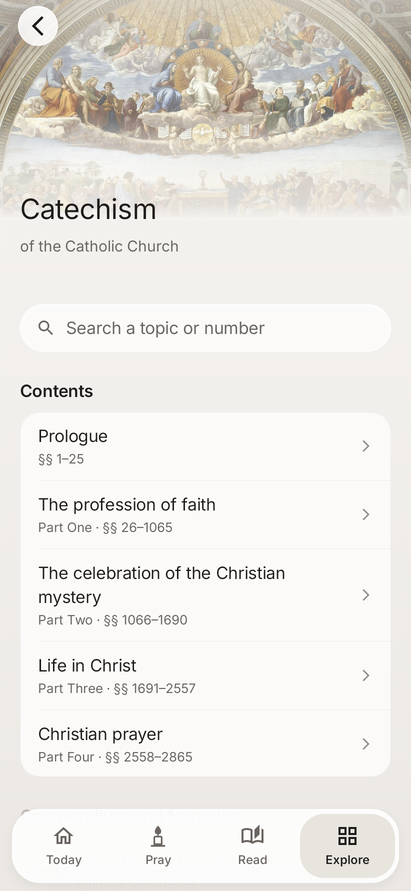 Catechism
of the Catholic Church
Search a topic or number
Contents
Prologue
§§ 1–25
The profession of faith
Part One · §§ 26–1065
The celebration of the Christian
mystery
Part Two · §§ 1066–1690
Life in Christ
Part Three · §§ 1691–2557
Christian prayer
Part Four · §§ 2558–2865
Today
Pray
Read
Explore